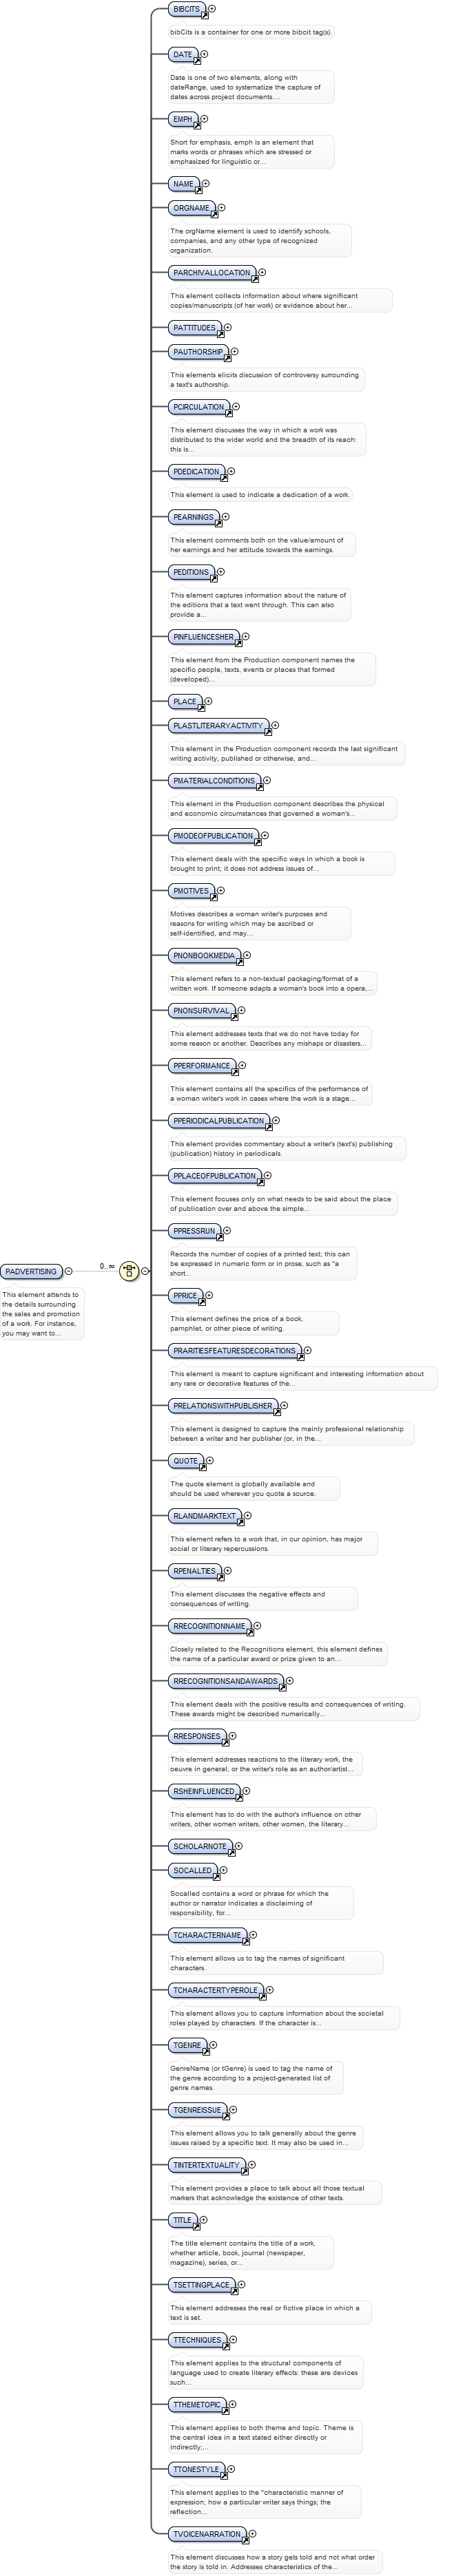 BIBCITS
bibCits is a container for one or more bibcit tag(s).
DATE
Date is one of two elements, along with
dateRange, used to systematize the capture of
dates across project documents....
EMPH
Short for emphasis, emph is an element that
marks words or phrases which are stressed or
emphasized for linguistic or...
NAME
ORGNAME
The orgName element is used to identify schools,
companies, and any other type of recognized
organization.
PARCHIVALLOCATION
This element collects information about where significant
copies/manuscripts (of her work) or evidence about her...
PATTITUDES
PAUTHORSHIP
This elements elicits discussion of controversy surrounding
a text's authorship.
PCIRCULATION
This element discusses the way in which a work was
distributed to the wider world and the breadth of its reach:
this is...
PDEDICATION
This element is used to indicate a dedication of a work.
PEARNINGS
This element comments both on the value/amount of
her earnings and her attitude towards the earnings.
PEDITIONS
This element captures information about the nature of
the editions that a text went through. This can also
provide a...
PINFLUENCESHER
This element from the Production component names the
specific people, texts, events or places that formed
(developed)...
PLACE
PLASTLITERARYACTIVITY
This element in the Production component records the last significant
writing activity, published or otherwise, and...
PMATERIALCONDITIONS
This element in the Production component describes the physical
and economic circumstances that governed a woman's...
PMODEOFPUBLICATION
This element deals with the specific ways in which a book is
brought to print; it does not address issues of...
PMOTIVES
Motives describes a woman writer's purposes and
reasons for writing which may be ascribed or
self-identified, and may...
PNONBOOKMEDIA
This element refers to a non-textual packaging/format of a
written work. If someone adapts a woman's book into a opera,...
PNONSURVIVAL
This element addresses texts that we do not have today for
some reason or another. Describes any mishaps or disasters...
PPERFORMANCE
This element contains all the specifics of the performance of
a woman writer's work in cases where the work is a stage...
PPERIODICALPUBLICATION
This element provides commentary about a writer's (text's) publishing
(publication) history in periodicals.
PPLACEOFPUBLICATION
This element focuses only on what needs to be said about the place
of publication over and above the simple...
PPRESSRUN
Records the number of copies of a printed text; this can
be expressed in numeric form or in prose, such as "a
short...
PADVERTISING
0..∞
This element attends to
the details surrounding
the sales and promotion
of a work. For instance,
you may want to...
PPRICE
This element defines the price of a book,
pamphlet, or other piece of writing.
PRARITIESFEATURESDECORATIONS
This element is meant to capture significant and interesting information about
any rare or decorative features of the...
PRELATIONSWITHPUBLISHER
This element is designed to capture the mainly professional relationship
between a writer and her publisher (or, in the...
QUOTE
The quote element is globally available and
should be used wherever you quote a source.
RLANDMARKTEXT
This element refers to a work that, in our opinion, has major
social or literary repercussions.
RPENALTIES
This element discusses the negative effects and
consequences of writing.
RRECOGNITIONNAME
Closely related to the Recognitions element, this element defines
the name of a particular award or prize given to an...
RRECOGNITIONSANDAWARDS
This element deals with the positive results and consequences of writing.
These awards might be described numerically...
RRESPONSES
This element addresses reactions to the literary work, the
oeuvre in general, or the writer's role as an author/artist...
RSHEINFLUENCED
This element has to do with the author's influence on other
writers, other women writers, other women, the literary...
SCHOLARNOTE
SOCALLED
Socalled contains a word or phrase for which the
author or narrator indicates a disclaiming of
responsibility, for...
TCHARACTERNAME
This element allows us to tag the names of significant
characters.
TCHARACTERTYPEROLE
This element allows you to capture information about the societal
roles played by characters. If the character is...
TGENRE
GenreName (or tGenre) is used to tag the name of
the genre according to a project-generated list of
genre names.
TGENREISSUE
This element allows you to talk generally about the genre
issues raised by a specific text. It may also be used in...
TINTERTEXTUALITY
This element provides a place to talk about all those textual
markers that acknowledge the existence of other texts.
TITLE
The title element contains the title of a work,
whether article, book, journal (newspaper,
magazine), series, or...
TSETTINGPLACE
This element addresses the real or fictive place in which a
text is set.
TTECHNIQUES
This element applies to the structural components of
language used to create literary effects: these are devices
such...
TTHEMETOPIC
This element applies to both theme and topic. Theme is
the central idea in a text stated either directly or
indirectly;...
TTONESTYLE
This element applies to the "characteristic manner of
expression; how a particular writer says things; the
reflection...
TVOICENARRATION
This element discusses how a story gets told and not what order
the story is told in. Addresses characteristics of the...